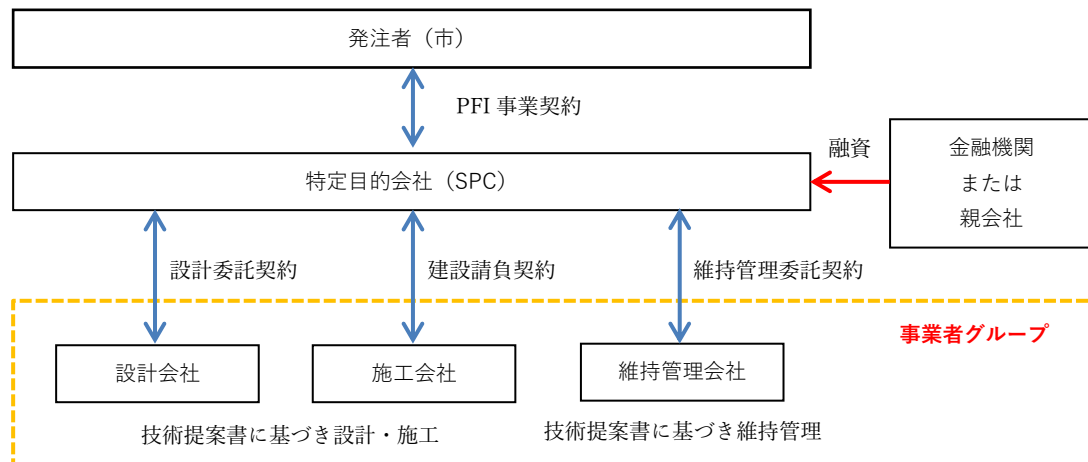 発注者（市）
PFI 事業契約
融資
金融機関
または
親会社
特定目的会社（SPC）
設計委託契約
建設請負契約
維持管理委託契約
事業者グループ
設計会社
施工会社
維持管理会社
技術提案書に基づき設計・施工
技術提案書に基づき維持管理